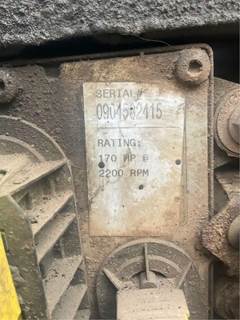 SERIAL#
0904502415
RATING:
170 HP @
2200 RPM